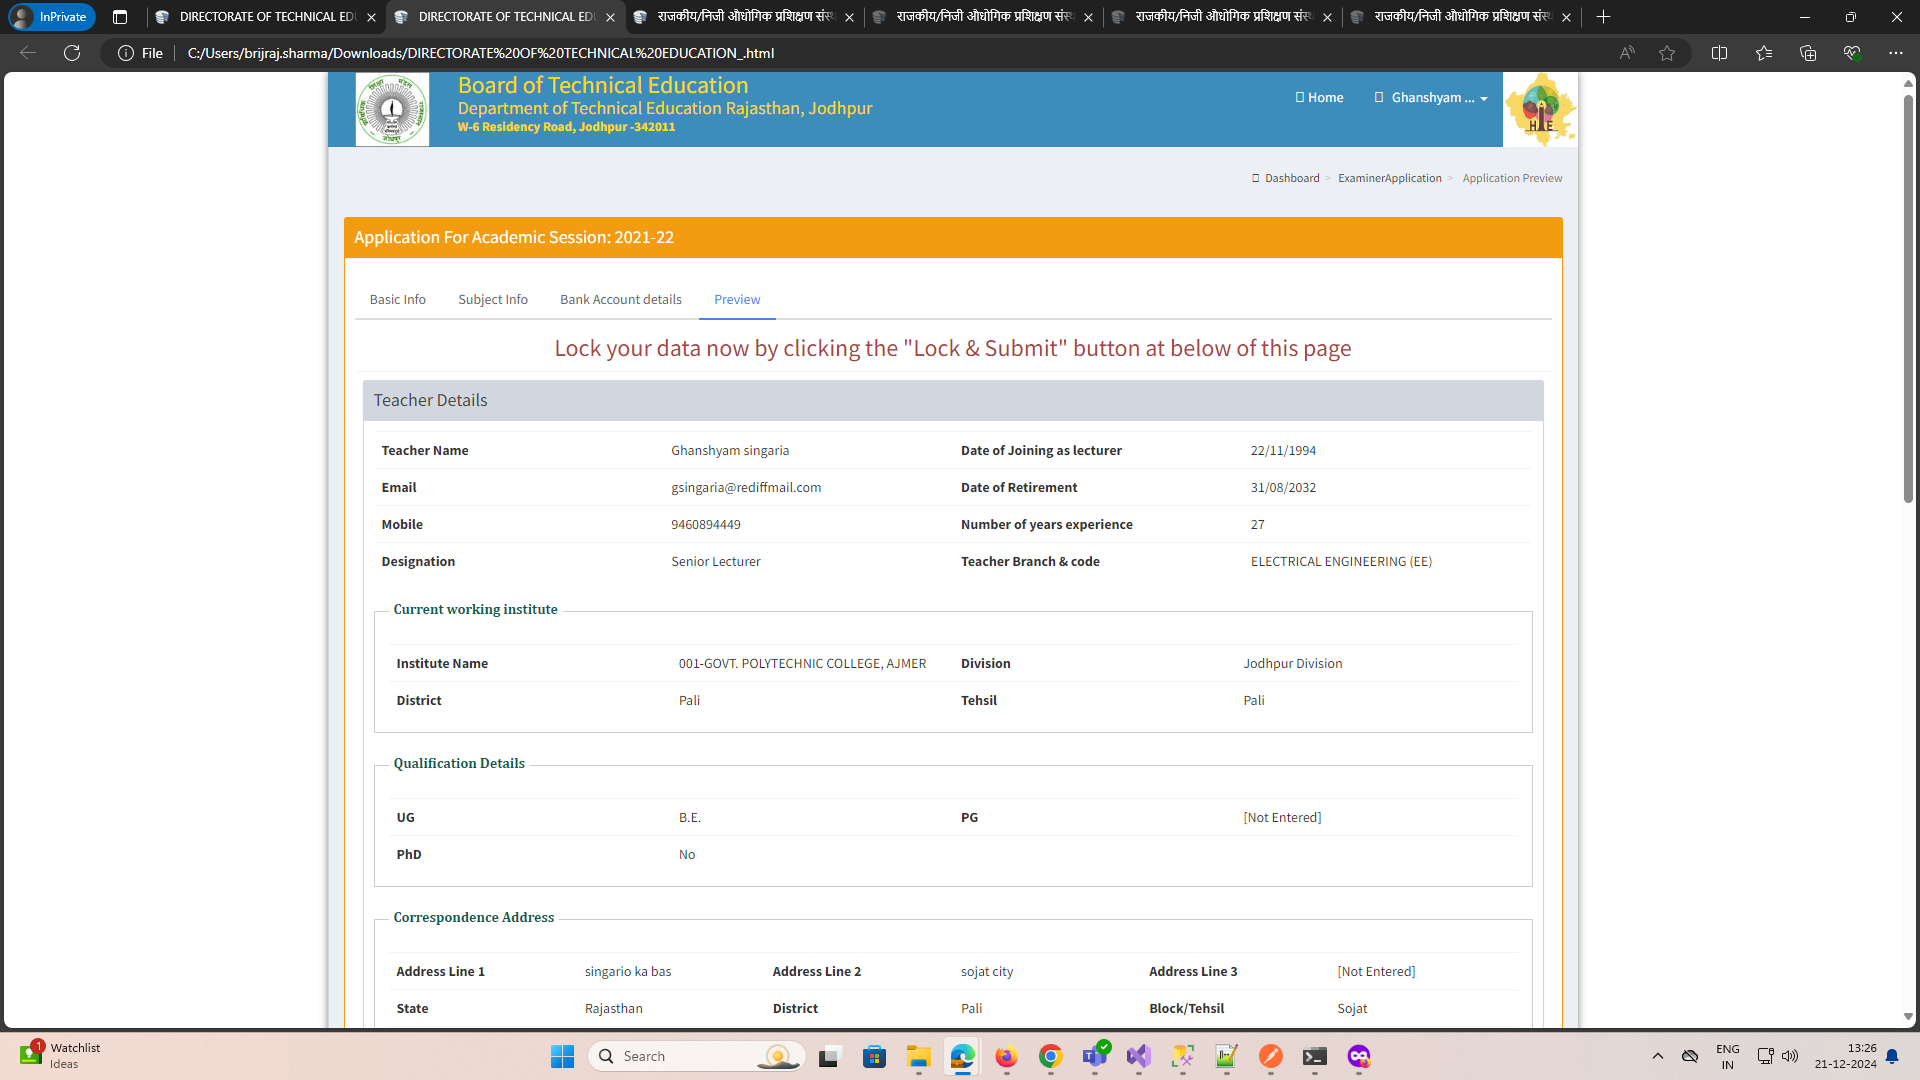 InPrivate
DIRECTORATE OF TECHNICAL EDU
DIRECTORATE OF TECHNICAL EDU
राजकीय/निजी औधोगिक प्रशिक्षण संस्थ
राजकीय/निजी औधोगिक प्रशिक्षण संस्थ
राजकीय/निजी औधोगिक प्रशिक्षण संस्थ
राजकीय/निजी औधोगिक प्रशिक्षण संस्थ
File
C:/Users/brijraj.sharma/Downloads/DIRECTORATE%20OF%20TECHNICAL%20EDUCATION_.html
Board of Technical Education
Department of Technical Education Rajasthan, Jodhpur
W-6 Residency Road, Jodhpur -342011
Home
Ghanshyam ...
HTE
Dashboard > ExaminerApplication > Application Preview
Application For Academic Session: 2021-22
Basic Info Subject Info Bank Account details Preview
Lock your data now by clicking the "Lock & Submit" button at below of this page
Teacher Details
Teacher Name Ghanshyam singaria Date of Joining as lecturer 22/11/1994
Email gsingaria@rediffmail.com Date of Retirement 31/08/2032
Mobile 9460894449 Number of years experience 27
Designation Senior Lecturer Teacher Branch & code ELECTRICAL ENGINEERING (EE)
Current working institute
Institute Name 001-GOVT. POLYTECHNIC COLLEGE, AJMER Division Jodhpur Division
District Pali Tehsil Pali
Qualification Details
UG B.E. PG [Not Entered]
PhD No
Correspondence Address
Address Line 1 singario ka bas Address Line 2 sojat city Address Line 3 [Not Entered]
State Rajasthan District Pali Block/Tehsil Sojat
1
Watchlist
Ideas
Search
ENG
IN
13:26
21-12-2024